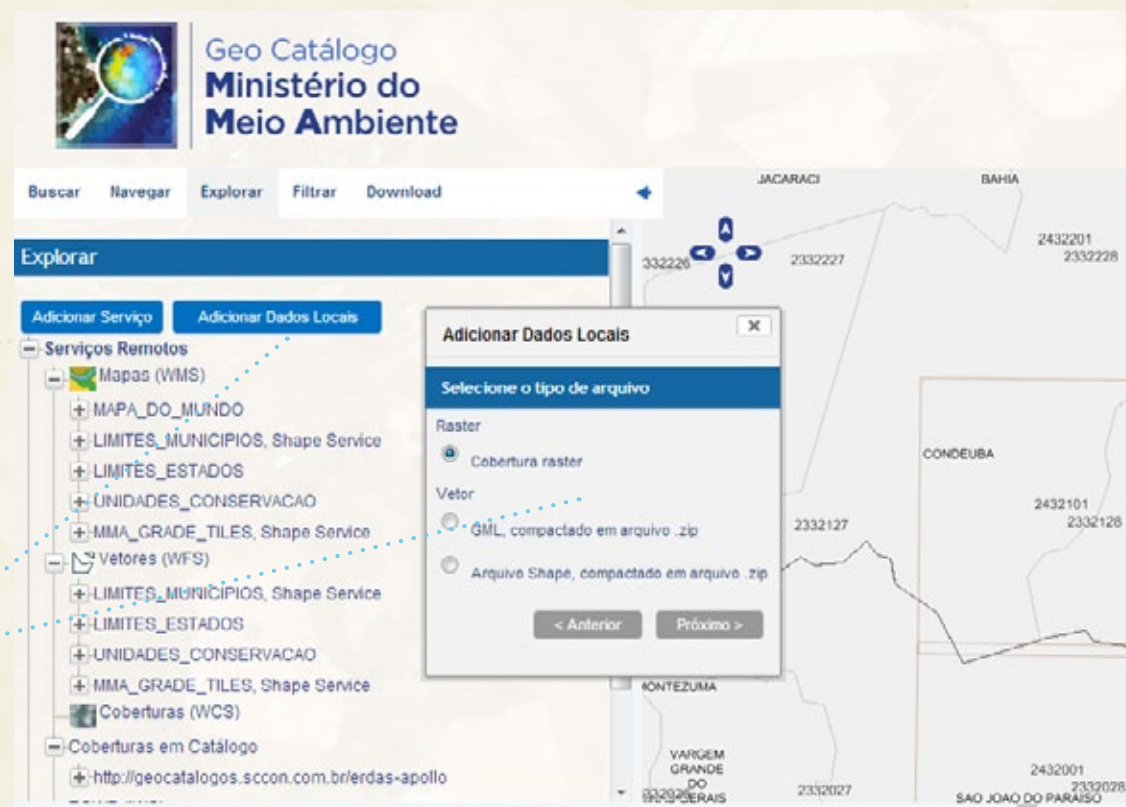 Geo Catálogo
Ministério do
Meio Ambiente
Buscar Navegar Explorar Filtrar Download
Explorar
Adicionar Serviço Adicionar Dados Locais
Serviços Remotos
Mapas (WMS)
MAPA_DO_MUNDO
LIMITES_MUNICIPIOS, Shape Service
LIMITES_ESTADOS
UNIDADES_CONSERVACAO
MMA_GRADE_TILES, Shape Service
Vetores (WFS)
LIMITES_MUNICIPIOS, Shape Service
LIMITES_ESTADOS
UNIDADES_CONSERVACAO
MMA_GRADE_TILES, Shape Service
Coberturas (WCS)
Coberturas em Catálogo
http://geocatalogos.sccon.com.br/erdas-apollo
Adicionar Dados Locais
Selecione o tipo de arquivo
Raster
Cobertura raster
Vetor
GML, compactado em arquivo .zip
Arquivo Shape, compactado em arquivo .zip
< Anterior Próximo >
JACARACI BAHIA
2432201
332226 2332227 2332228
CONDEUBA
2432101
2332127 2332128
MONTEZUMA
VARGEM
GRANDE
DO
2432001
2332027 2332028
SAO JOAO DO PARAISO